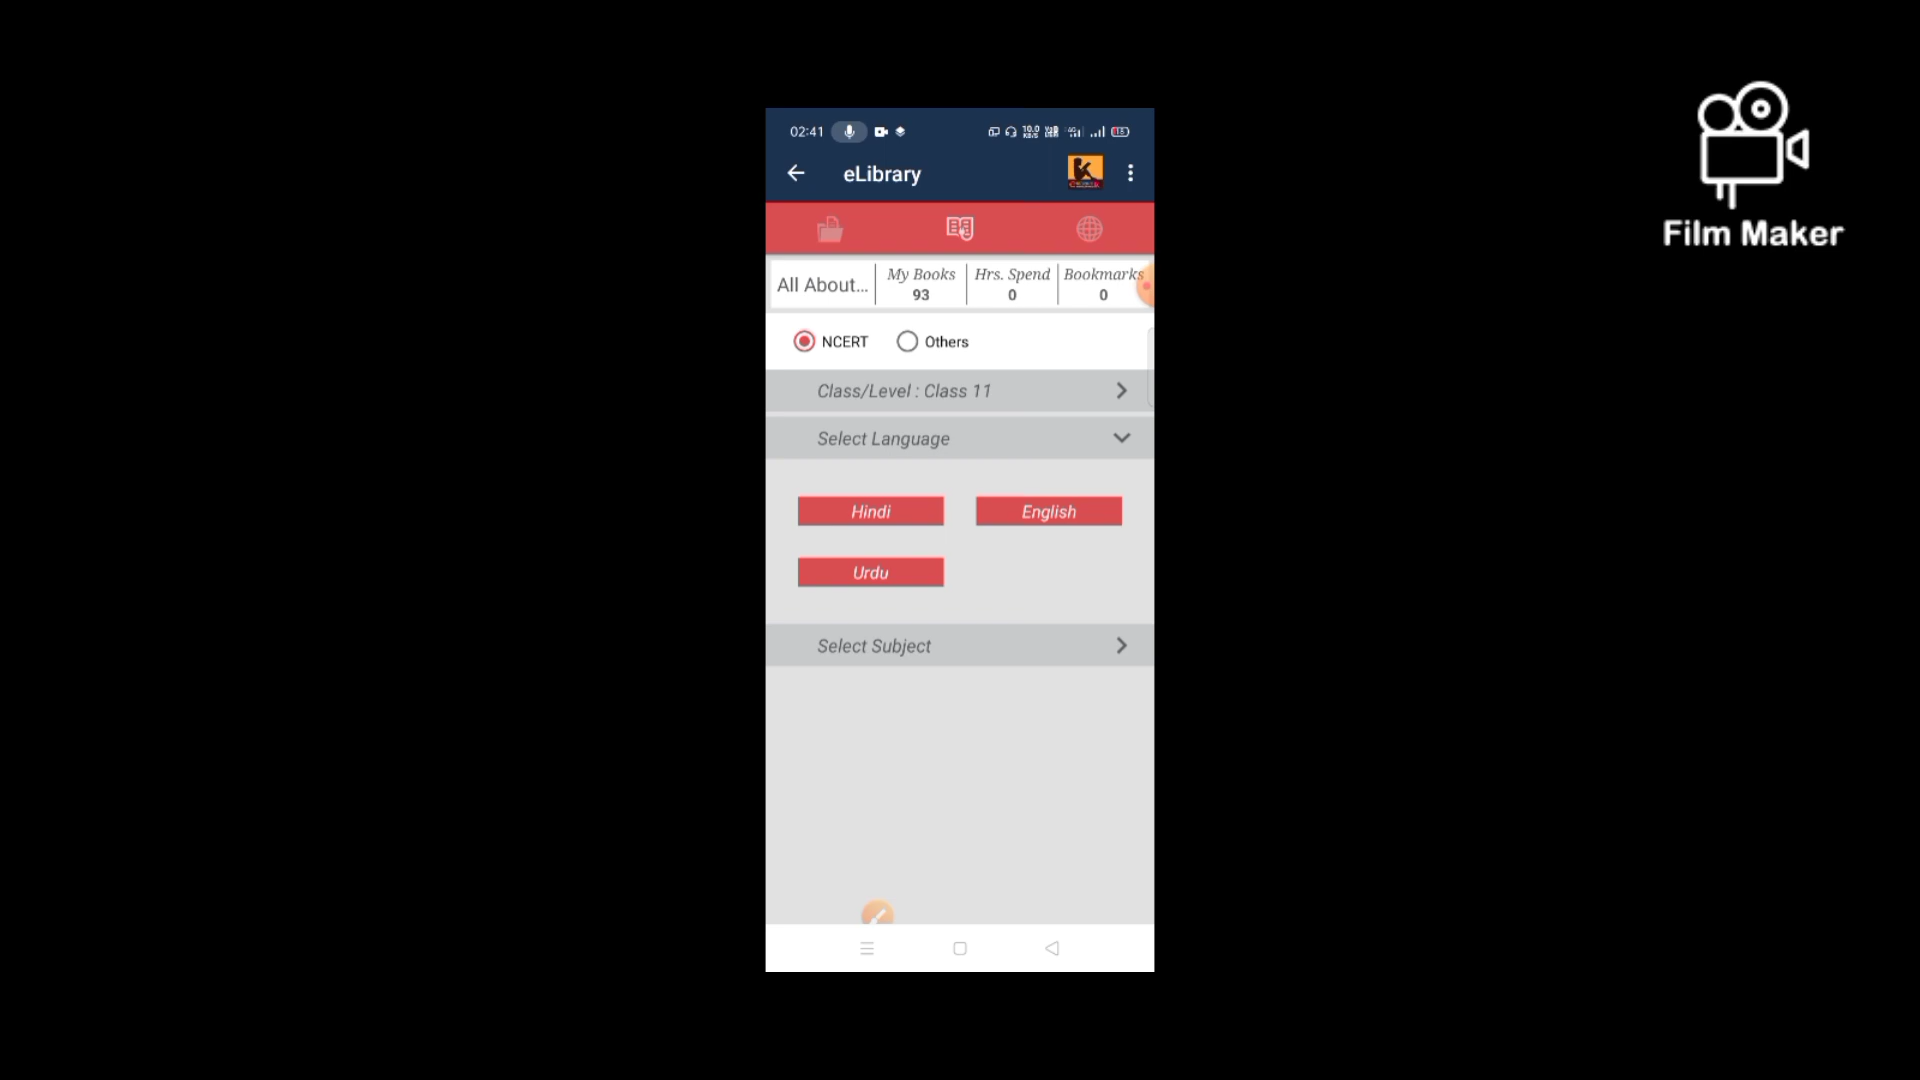 02:41
eLibrary
All About...
My Books
93
Hrs. Spend
0
Bookmarks
0
NCERT
Others
Class/Level : Class 11
Select Language
Hindi
English
Urdu
Select Subject
Film Maker